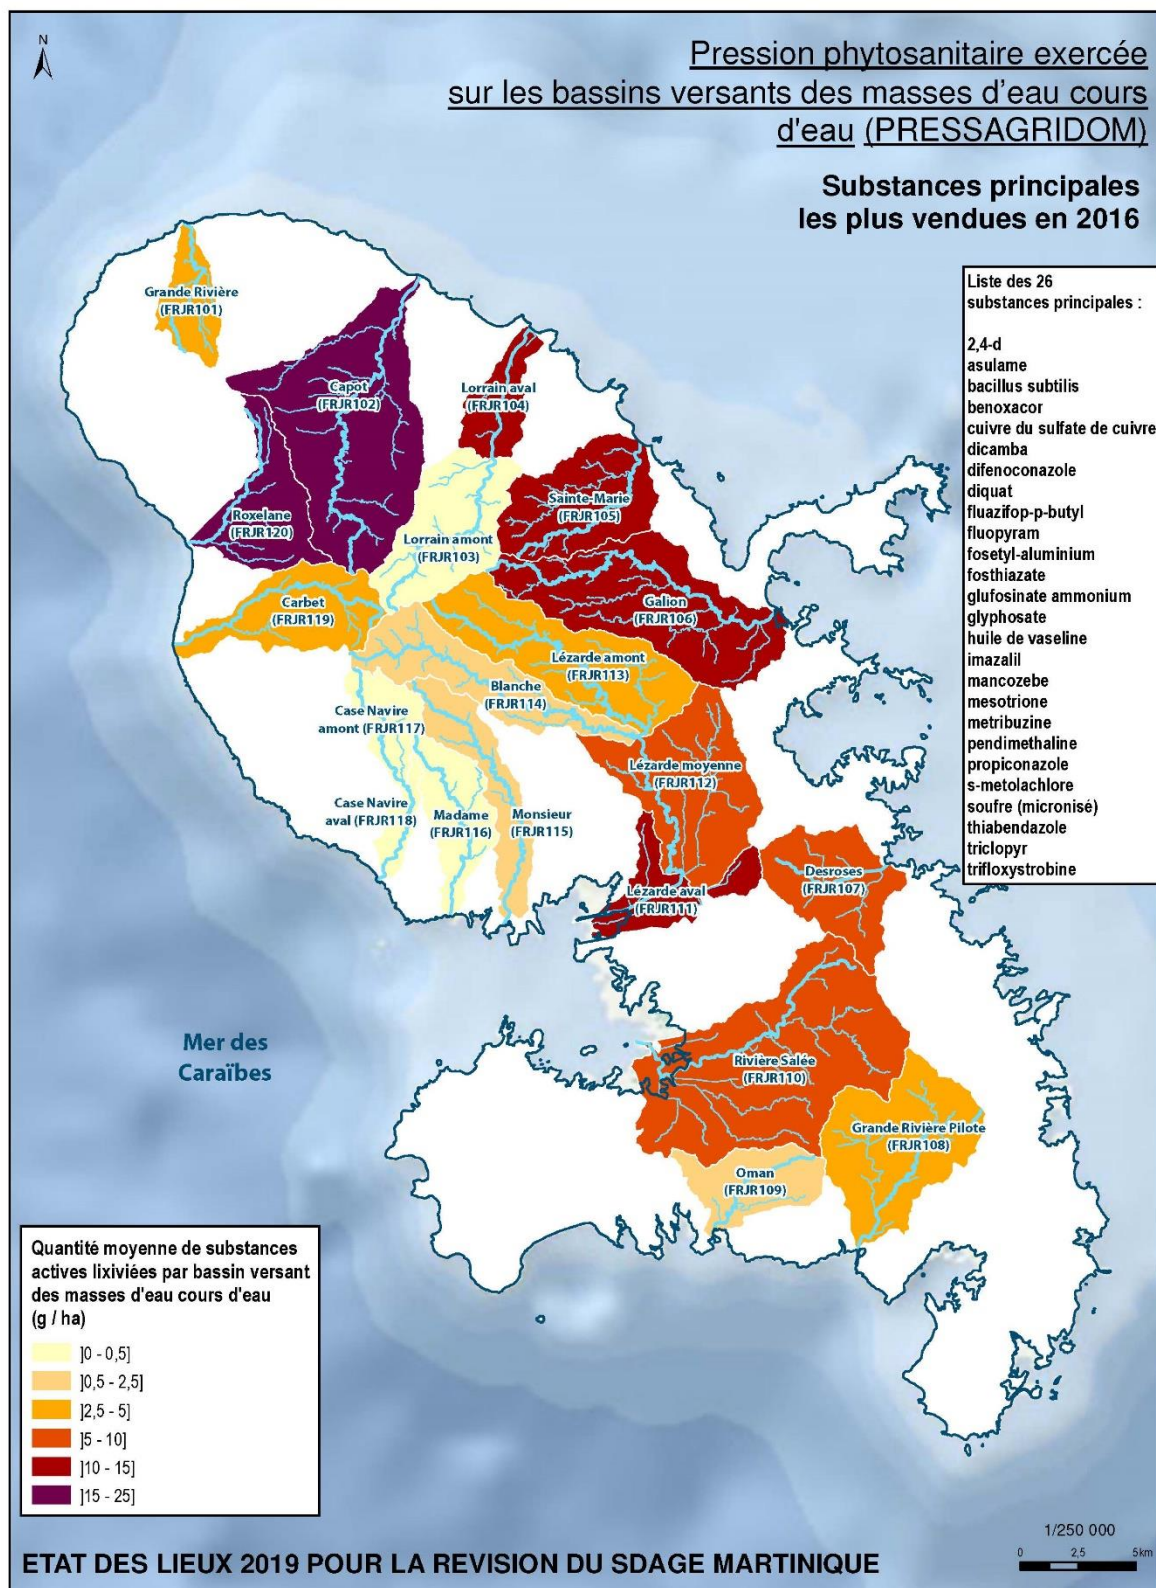 N
Pression phytosanitaire exercée
sur les bassins versants des masses d'eau cours
d'eau (PRESSAGRIDOM)
Substances principales
les plus vendues en 2016
Liste des 26
substances principales :
2,4-d
asulame
bacillus subtilis
benoxacor
cuivre du sulfate de cuivre
dicamba
difenoconazole
diquat
fluazifop-p-butyl
fluopyram
fosetyl-aluminium
fosthiazate
glufosinate ammonium
glyphosate
huile de vaseline
imazalil
mancozebe
mesotrione
metribuzine
pendimethaline
propiconazole
s-metolachlore
soufre (micronisé)
thiabendazole
triclopyr
trifloxystrobine
Grande Rivière
(FRJR101)
Capot
(FRJR102)
Lorrain aval
(FRJR104)
Sainte-Marie
(FRJR105)
Roxelane
(FRJR120)
Lorrain amont
(FRJR103)
Carbet
(FRJR119)
Galion
(FRJR106)
Lézarde amont
(FRJR113)
Blanche
(FRJR114)
Case Navire
amont (FRJR117)
Lézarde moyenne
(FRJR112)
Case Navire
aval (FRJR118)
Madame
(FRJR116)
Monsieur
(FRJR115)
Desroses
(FRJR107)
Lézarde aval
(FRJR111)
Mer des
Caraïbes
Rivière Salée
(FRJR110)
Grande Rivière Pilote
(FRJR108)
Oman
(FRJR109)
Quantité moyenne de substances
actives lixiviées par bassin versant
des masses d'eau cours d'eau
(g / ha)
]0 - 0,5]
]0,5 - 2,5]
]2,5 - 5]
]5 - 10]
]10 - 15]
]15 - 25]
1/250 000
0 2,5 5km
ETAT DES LIEUX 2019 POUR LA REVISION DU SDAGE MARTINIQUE